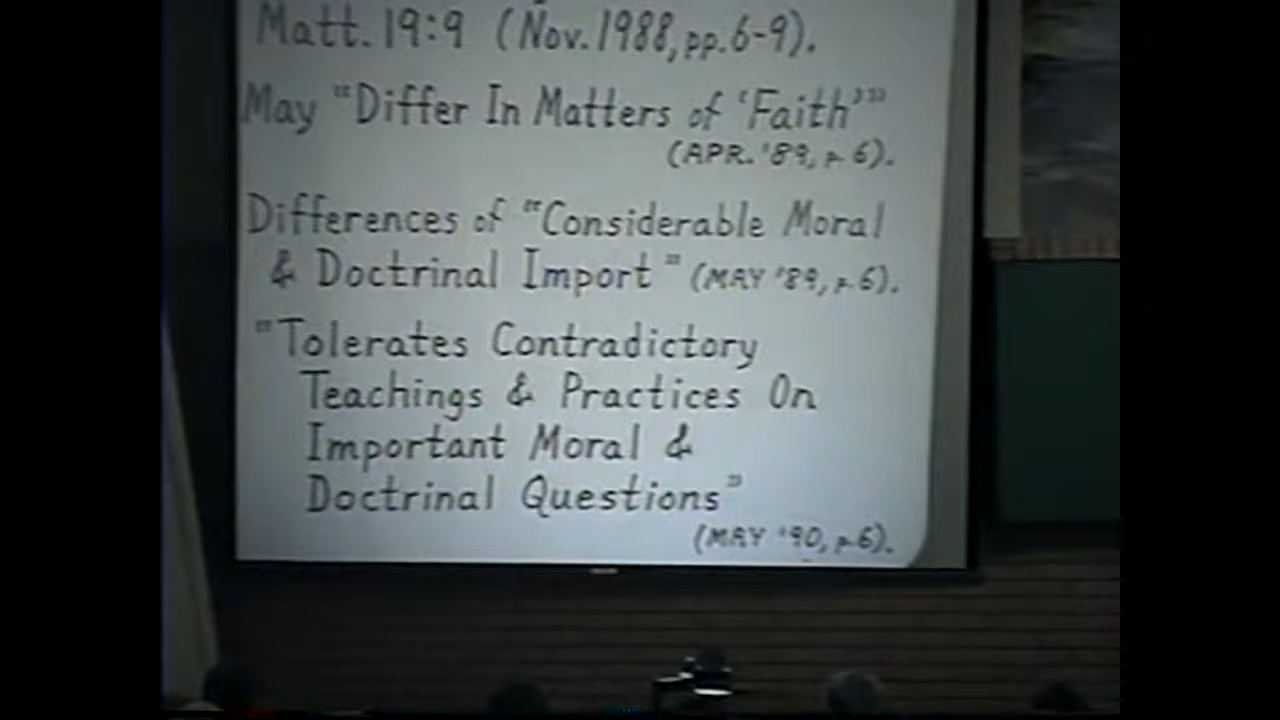 Matt. 19:9 (Nov. 1988, pp. 6-9).
May "Differ In Matters of 'Faith'"
(APR. '89, p. 6).
Differences of "Considerable Moral
& Doctrinal Import" (MAY '89, p. 6).
"Tolerates Contradictory
Teachings & Practices On
Important Moral &
Doctrinal Questions"
(MAY '90, p. 6).